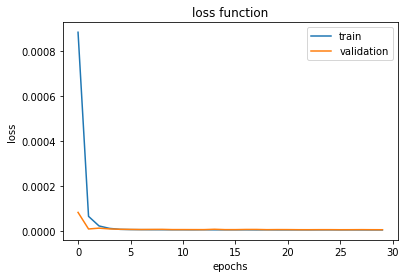 loss function
train
validation
loss
0.0008
0.0006
0.0004
0.0002
0.0000
0 5 10 15 20 25 30
epochs